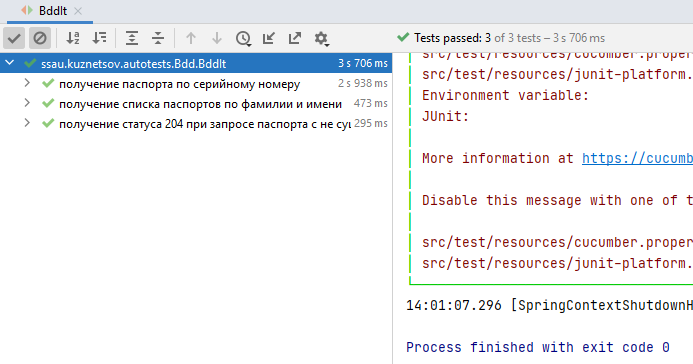 BddIt
Tests passed: 3 of 3 tests – 3 s 706 ms
ssau.kuznetsov.autotests.Bdd.BddIt 3 s 706 ms
получение паспорта по серийному номеру 2 s 938 ms
получение списка паспортов по фамилии и имени 473 ms
получение статуса 204 при запросе паспорта с не су 295 ms
src/test/resources/cucumber.proper
src/test/resources/junit-platform.
Environment variable:
JUnit:
More information at https://cucumb
Disable this message with one of t
src/test/resources/cucumber.proper
src/test/resources/junit-platform.
14:01:07.296 [SpringContextShutdownH
Process finished with exit code 0